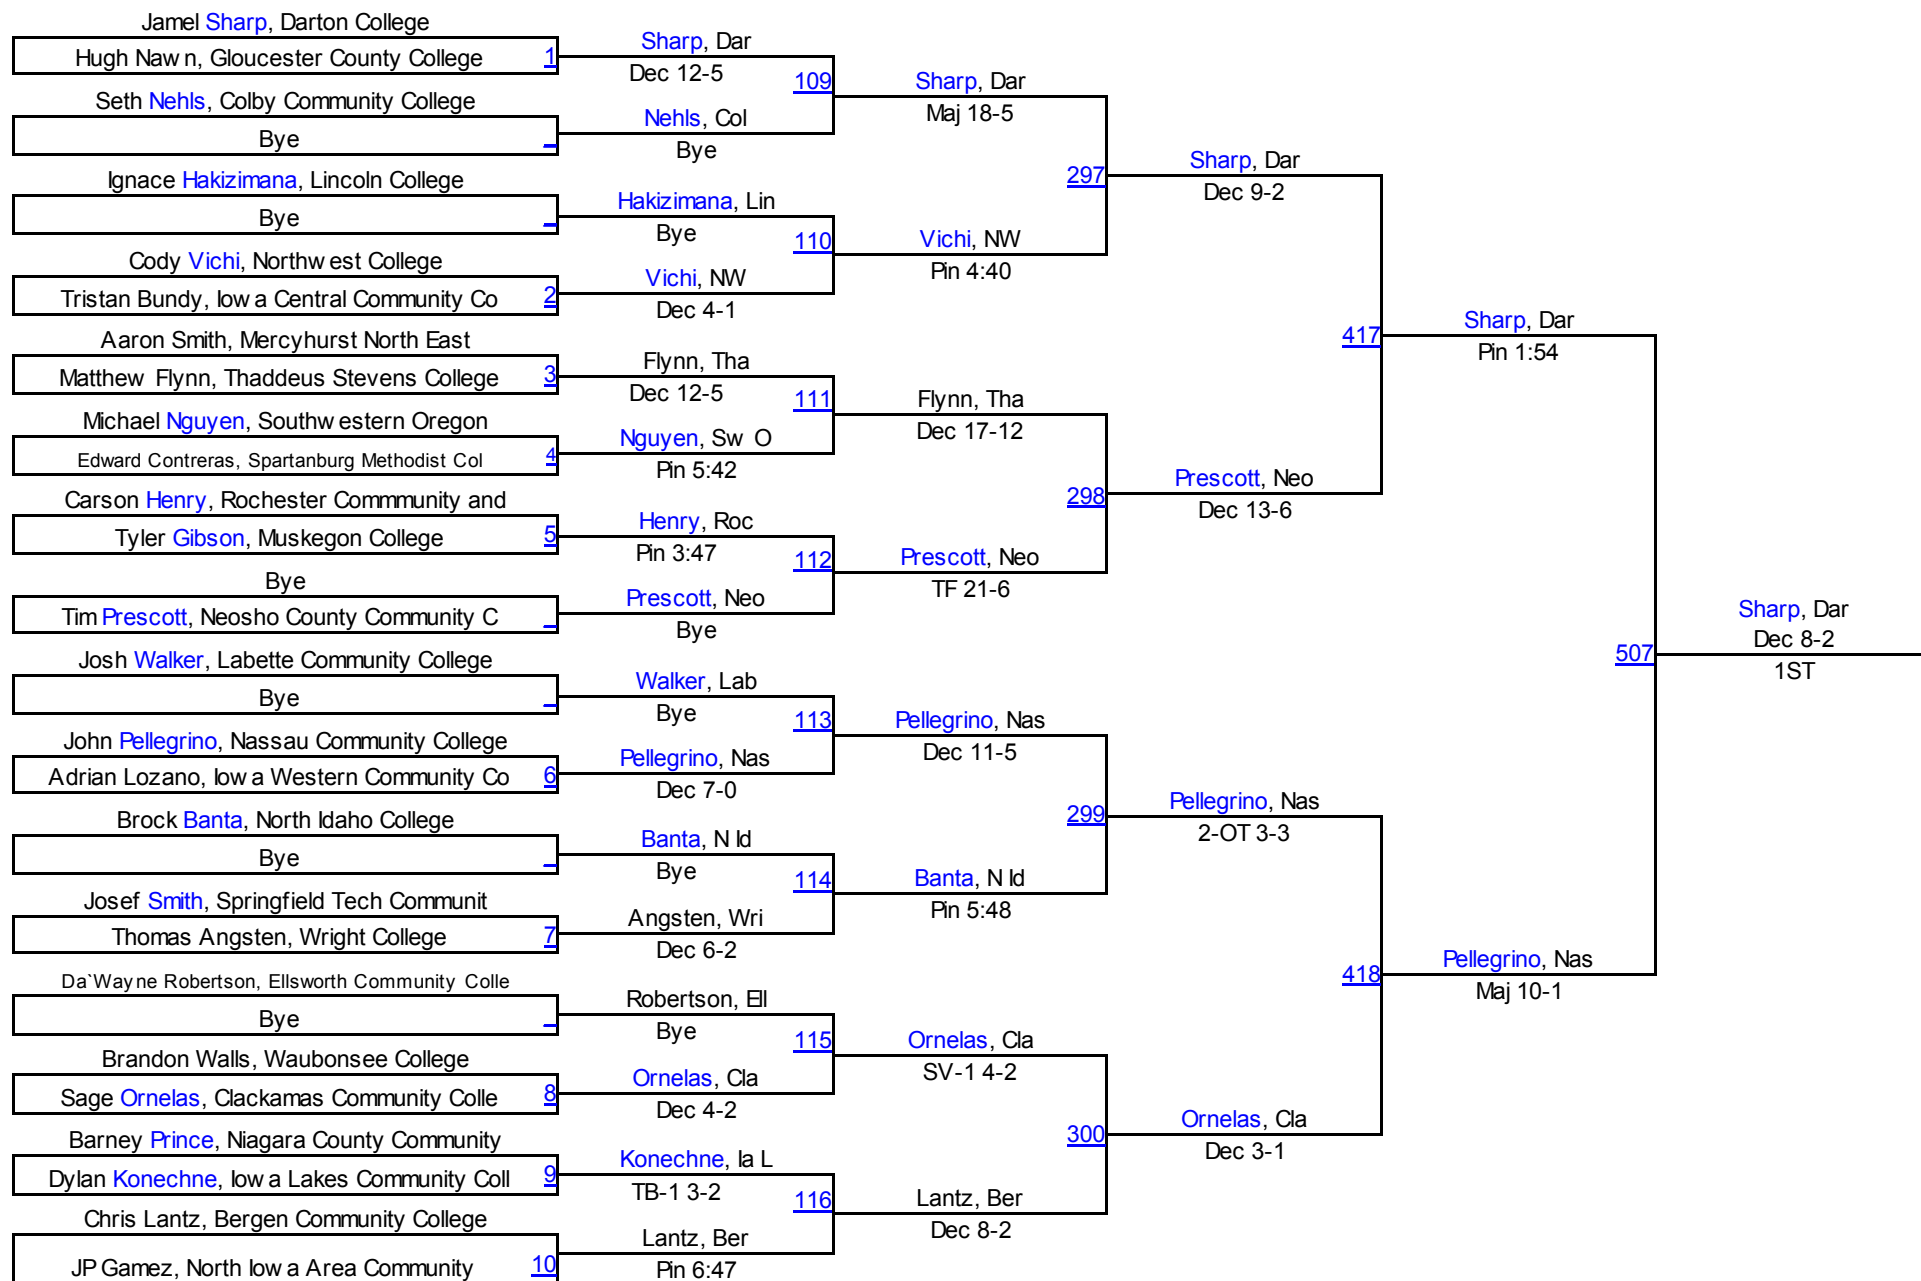 Jamel Sharp, Darton College
Hugh Nawn, Gloucester County College 1
Seth Nehls, Colby Community College
Bye
Ignace Hakizimana, Lincoln College
Bye
Cody Vichi, Northwest College
Tristan Bundy, Iowa Central Community Co 2
Aaron Smith, Mercyhurst North East
Matthew Flynn, Thaddeus Stevens College 3
Michael Nguyen, Southwestern Oregon
Edward Contreras, Spartanburg Methodist Col 4
Carson Henry, Rochester Commmunity and
Tyler Gibson, Muskegon College 5
Bye
Tim Prescott, Neosho County Community C
Josh Walker, Labette Community College
Bye
John Pellegrino, Nassau Community College
Adrian Lozano, Iowa Western Community Co 6
Brock Banta, North Idaho College
Bye
Josef Smith, Springfield Tech Communit
Thomas Angsten, Wright College 7
Da`Wayne Robertson, Ellsworth Community Colle
Bye
Brandon Walls, Waubonsee College
Sage Ornelas, Clackamas Community Colle 8
Barney Prince, Niagara County Community
Dylan Konechne, Iowa Lakes Community Coll 9
Chris Lantz, Bergen Community College
JP Gamez, North Iowa Area Community 10
Sharp, Dar
Dec 12-5
109
Nehls, Col
Bye
Hakizimana, Lin
Bye
110
Vichi, NW
Dec 4-1
Flynn, Tha
Dec 12-5
111
Nguyen, Sw O
Pin 5:42
Henry, Roc
Pin 3:47
112
Prescott, Neo
Bye
Walker, Lab
Bye
113
Pellegrino, Nas
Dec 7-0
Banta, N Id
Bye
114
Angsten, Wri
Dec 6-2
Robertson, Ell
Bye
115
Ornelas, Cla
Dec 4-2
Konechne, Ia L
TB-1 3-2
116
Lantz, Ber
Pin 6:47
Sharp, Dar
Maj 18-5
297
Vichi, NW
Pin 4:40
Flynn, Tha
Dec 17-12
298
Prescott, Neo
TF 21-6
Pellegrino, Nas
Dec 11-5
299
Banta, N Id
Pin 5:48
Ornelas, Cla
SV-1 4-2
300
Lantz, Ber
Dec 8-2
Sharp, Dar
Dec 9-2
417
Prescott, Neo
Dec 13-6
Pellegrino, Nas
2-OT 3-3
418
Ornelas, Cla
Dec 3-1
Sharp, Dar
Pin 1:54
507
Pellegrino, Nas
Maj 10-1
Sharp, Dar
Dec 8-2
1ST